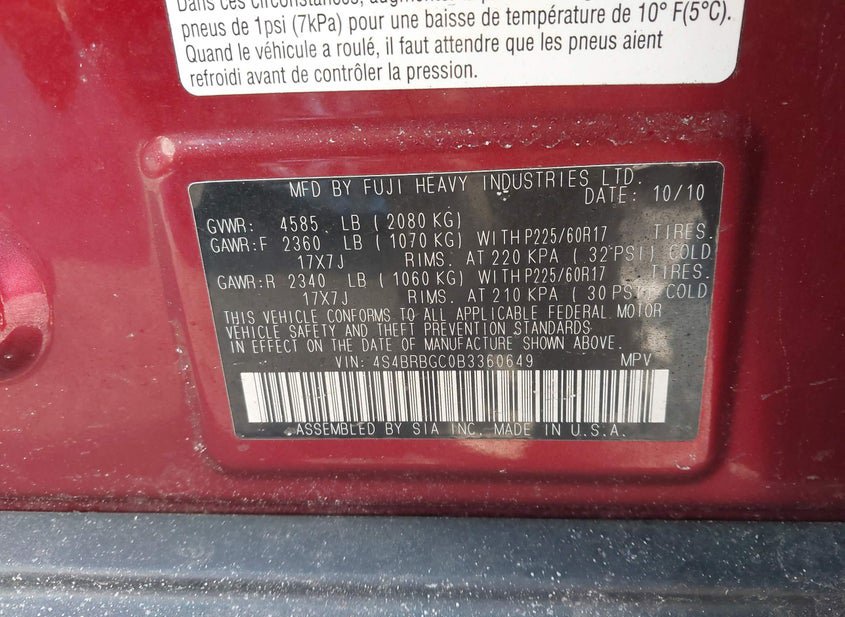 Dans ces circonstances, augmenter la
pneus de 1psi (7kPa) pour une baisse de température de 10° F(5°C).
Quand le véhicule a roulé, il faut attendre que les pneus aient
refroidi avant de contrôler la pression.
MFD BY FUJI HEAVY INDUSTRIES LTD.
DATE: 10/10
GVWR: 4585 LB ( 2080 KG)
GAWR:F 2360 LB ( 1070 KG) WITH P225/60R17 TIRES.
17X7J RIMS. AT 220 KPA ( 32 PSI) COLD
GAWR:R 2340 LB ( 1060 KG) WITH P225/60R17 TIRES.
17X7J RIMS. AT 210 KPA ( 30 PSI) COLD
THIS VEHICLE CONFORMS TO ALL APPLICABLE FEDERAL MOTOR
VEHICLE SAFETY AND THEFT PREVENTION STANDARDS
IN EFFECT ON THE DATE OF MANUFACTURE SHOWN ABOVE.
VIN: 4S4BRBGC0B3360649 MPV
ASSEMBLED BY SIA INC. MADE IN U.S.A.